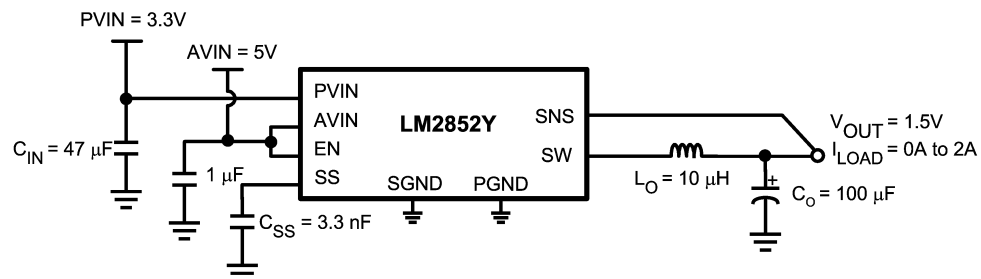 PVIN = 3.3V
AVIN = 5V
PVIN
AVIN
EN
SS
LM2852Y
SNS
SW
SGND
PGND
CIN = 47 μF
1 μF
CSS = 3.3 nF
LO = 10 μH
+
CO = 100 μF
VOUT = 1.5V
ILOAD = 0A to 2A